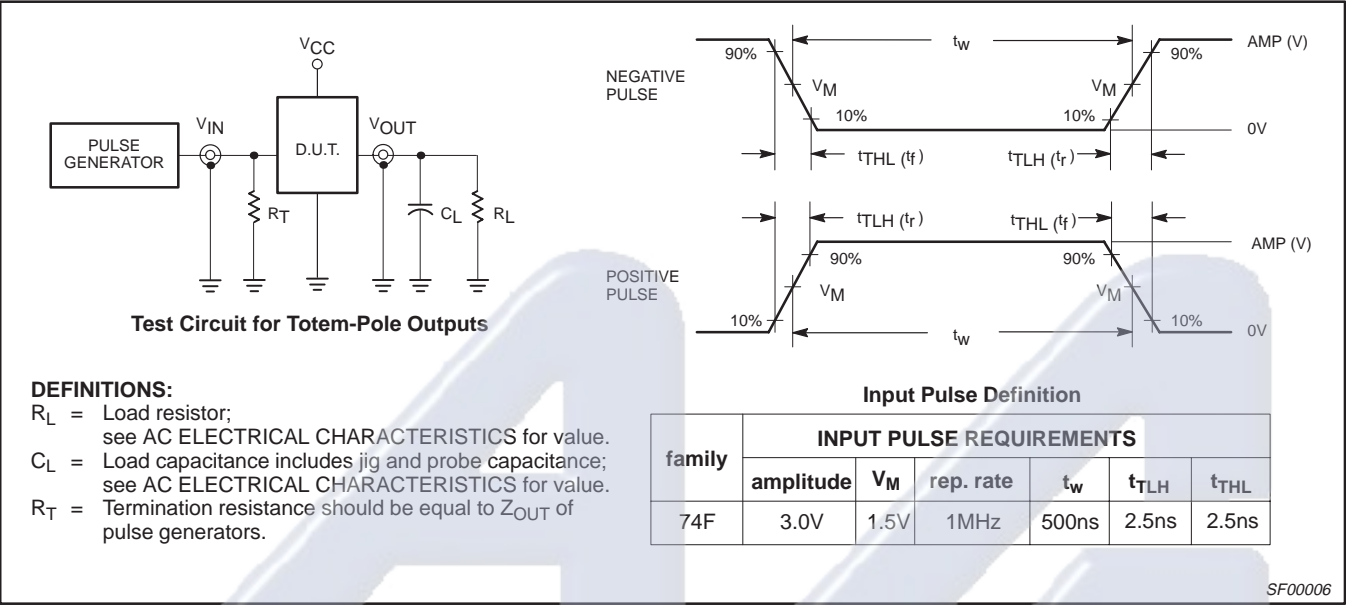 VCC
PULSE
GENERATOR
VIN
D.U.T.
VOUT
RT
CL
RL
Test Circuit for Totem-Pole Outputs
NEGATIVE
PULSE
90%
tw
90%
AMP (V)
VM
VM
10%
10%
0V
tTHL (tf)
tTLH (tr)
tTLH (tr)
tTHL (tf)
AMP (V)
POSITIVE
PULSE
90%
90%
VM
VM
10%
tw
10%
0V
Input Pulse Definition
DEFINITIONS:
RL = Load resistor;
see AC ELECTRICAL CHARACTERISTICS for value.
CL = Load capacitance includes jig and probe capacitance;
see AC ELECTRICAL CHARACTERISTICS for value.
RT = Termination resistance should be equal to ZOUT of
pulse generators.
family
INPUT PULSE REQUIREMENTS
amplitude VM rep. rate tw tTLH tTHL
74F 3.0V 1.5V 1MHz 500ns 2.5ns 2.5ns
SF00006